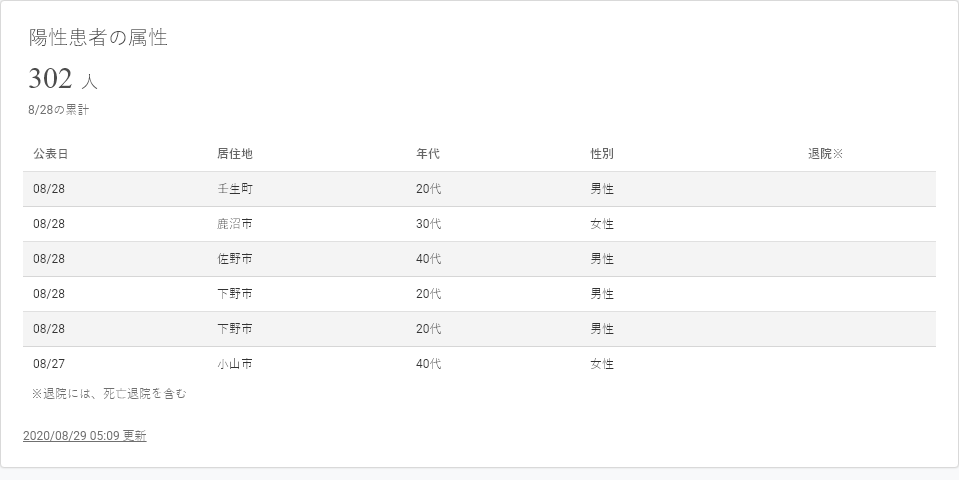 陽性患者の属性
302 人
8/28の累計
公表日 居住地 年代 性別 退院※
08/28 壬生町 20代 男性
08/28 鹿沼市 30代 女性
08/28 佐野市 40代 男性
08/28 下野市 20代 男性
08/28 下野市 20代 男性
08/27 小山市 40代 女性
※退院には、死亡退院を含む
2020/08/29 05:09 更新